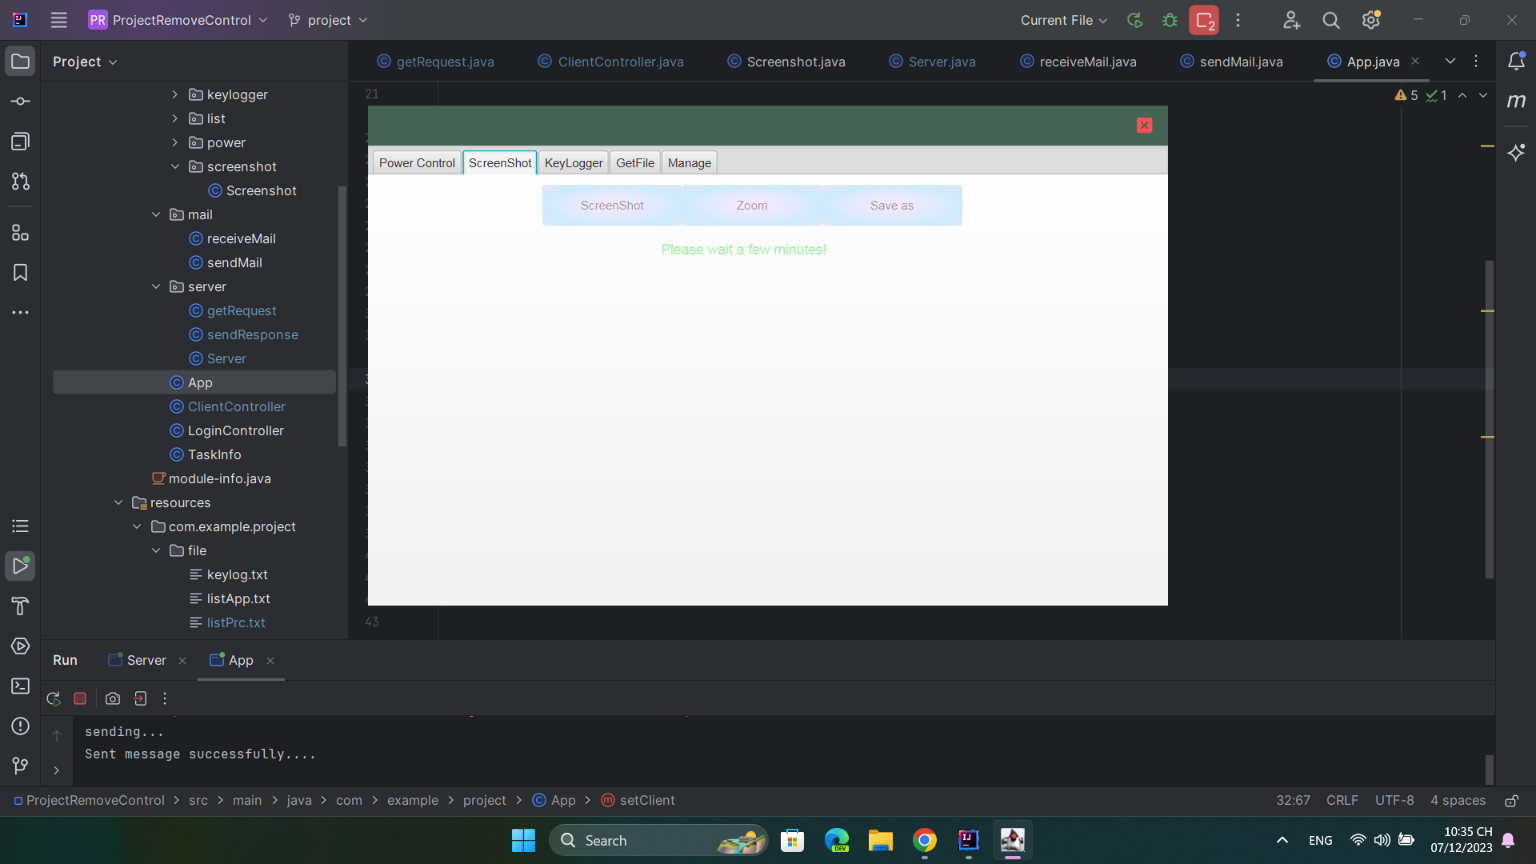 PR ProjectRemoveControl
project
Current File
2
Project
getRequest.java
ClientController.java
Screenshot.java
Server.java
receiveMail.java
sendMail.java
App.java
21
5
1
keylogger
list
power
screenshot
Screenshot
mail
receiveMail
sendMail
server
getRequest
sendResponse
Server
App
ClientController
LoginController
TaskInfo
module-info.java
resources
com.example.project
file
keylog.txt
listApp.txt
listPrc.txt
Power Control
ScreenShot
KeyLogger
GetFile
Manage
ScreenShot
Zoom
Save as
Please wait a few minutes!
43
Run
Server
App
sending...
Sent message successfully....
ProjectRemoveControl > src > main > java > com > example > project > App > setClient
32:67
CRLF
UTF-8
4 spaces
Search
ENG
10:35 CH
07/12/2023